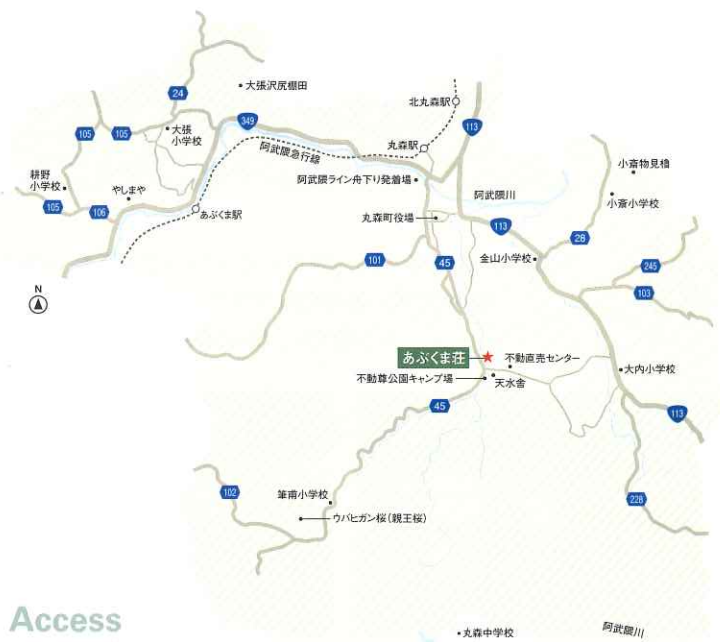 大張沢尻棚田
北丸森駅
24
349
113
105
105
大張
小学校
丸森駅
阿武隈急行線
小斎物見櫓
阿武隈ライン舟下り発着場
阿武隈川
耕野
小学校
やしまや
小斎小学校
105
106
あぶくま駅
丸森町役場
113
28
金山小学校
101
45
245
103
N
あぶくま荘
不動直売センター
不動尊公園キャンプ場
天水舎
大内小学校
45
113
102
筆甫小学校
228
ウバヒガン桜(親王桜)
Access
丸森中学校
阿武隈川